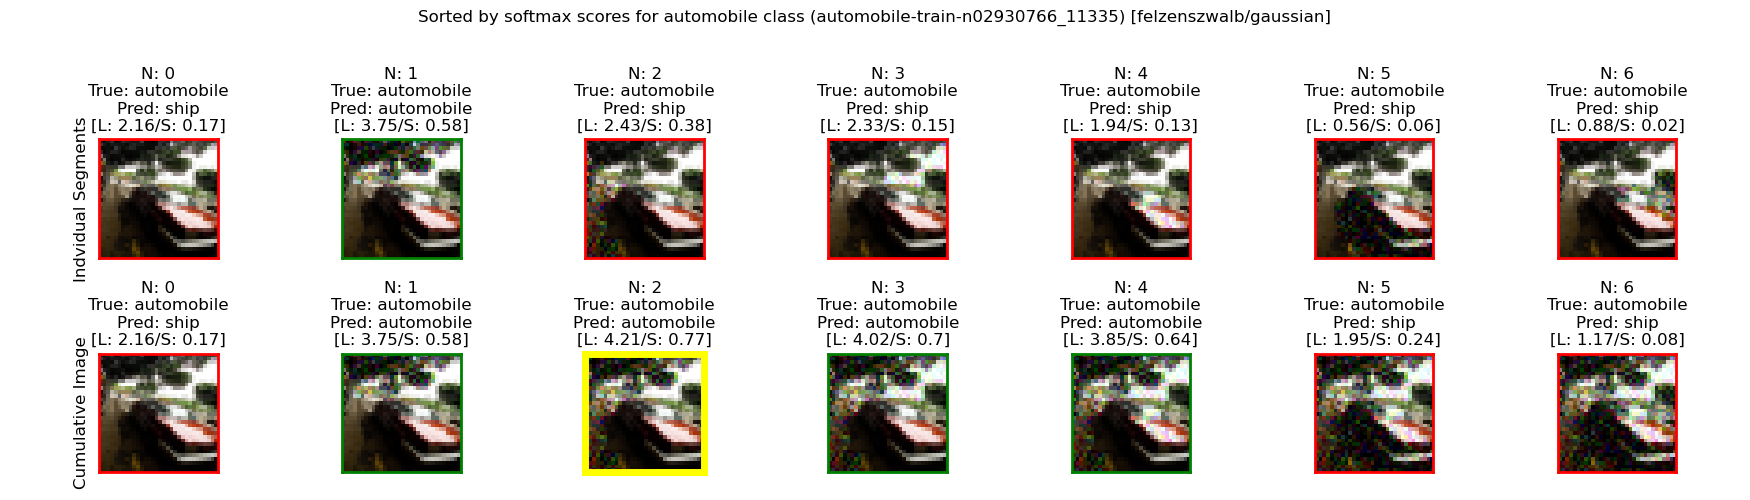 Sorted by softmax scores for automobile class (automobile-train-n02930766_11335) [felzenszwalb/gaussian]
Indvidual Segments
N: 0
True: automobile
Pred: ship
[L: 2.16/S: 0.17]
N: 1
True: automobile
Pred: automobile
[L: 3.75/S: 0.58]
N: 2
True: automobile
Pred: ship
[L: 2.43/S: 0.38]
N: 3
True: automobile
Pred: ship
[L: 2.33/S: 0.15]
N: 4
True: automobile
Pred: ship
[L: 1.94/S: 0.13]
N: 5
True: automobile
Pred: ship
[L: 0.56/S: 0.06]
N: 6
True: automobile
Pred: ship
[L: 0.88/S: 0.02]
Cumulative Image
N: 0
True: automobile
Pred: ship
[L: 2.16/S: 0.17]
N: 1
True: automobile
Pred: automobile
[L: 3.75/S: 0.58]
N: 2
True: automobile
Pred: automobile
[L: 4.21/S: 0.77]
N: 3
True: automobile
Pred: automobile
[L: 4.02/S: 0.7]
N: 4
True: automobile
Pred: automobile
[L: 3.85/S: 0.64]
N: 5
True: automobile
Pred: ship
[L: 1.95/S: 0.24]
N: 6
True: automobile
Pred: ship
[L: 1.17/S: 0.08]